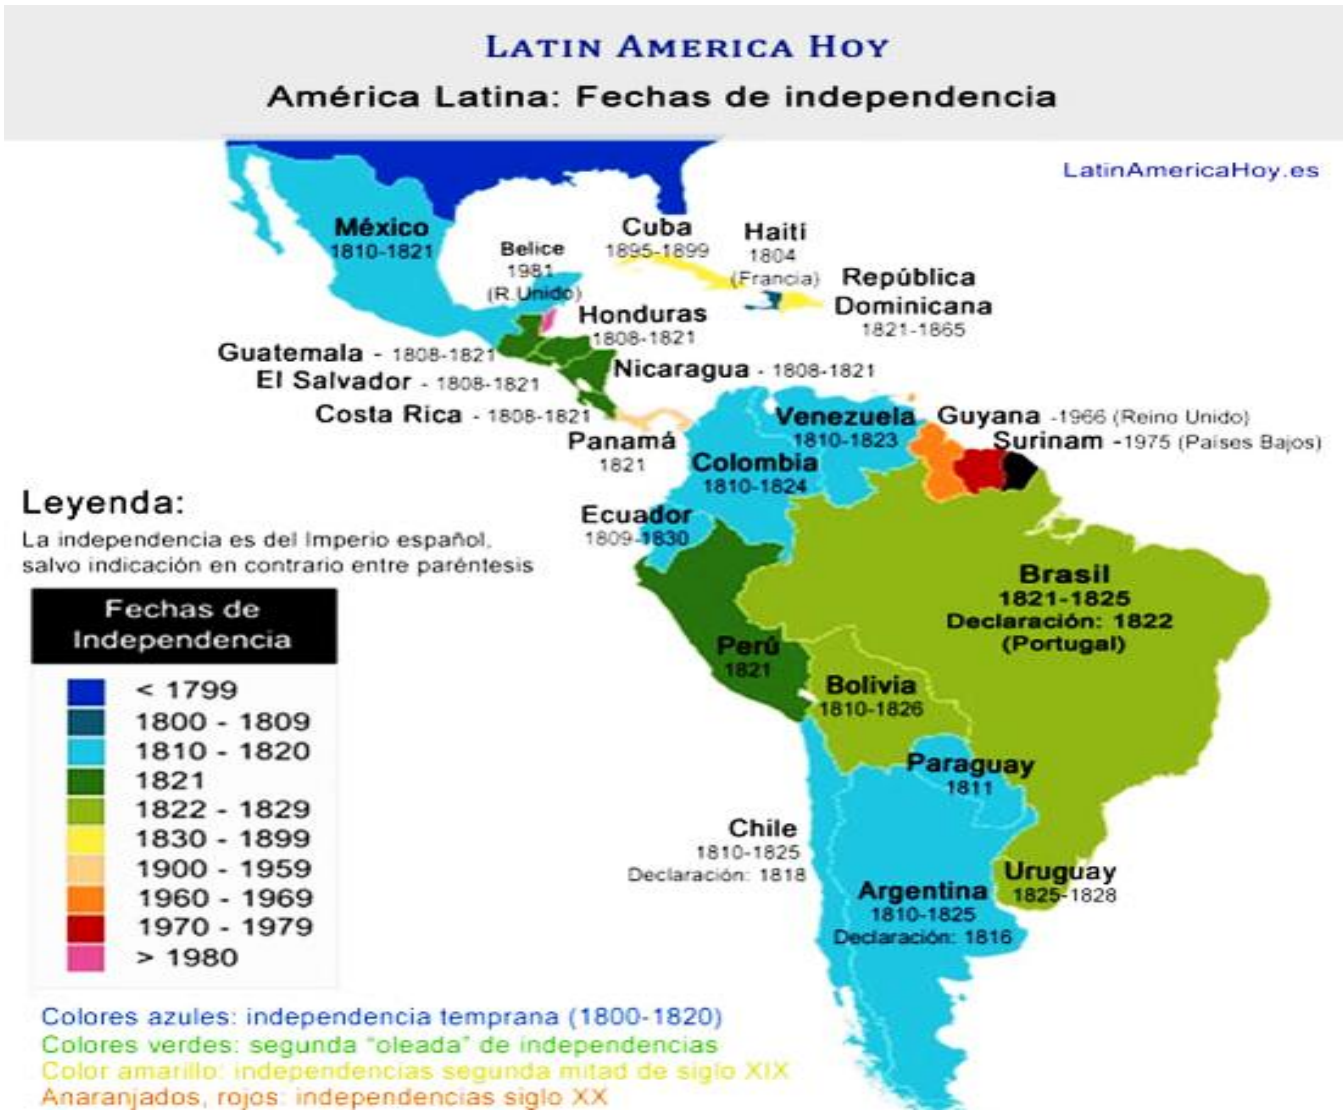 LATIN AMERICA HOY
América Latina: Fechas de independencia
LatinAmericaHoy.es
México
1810-1821
Belice
1981
(R.Unido)
Cuba
1895-1899
Haití
1804
(Francia)
República
Dominicana
1821-1865
Honduras
1808-1821
Guatemala - 1808-1821
El Salvador - 1808-1821
Nicaragua - 1808-1821
Costa Rica - 1808-1821
Panamá
1821
Venezuela
1810-1823
Guyana -1966 (Reino Unido)
Surinam -1975 (Países Bajos)
Colombia
1810-1824
Ecuador
1809-1830
Brasil
1821-1825
Declaración: 1822
(Portugal)
Perú
1821
Bolivia
1810-1826
Paraguay
1811
Chile
1810-1825
Declaración: 1818
Argentina
1810-1825
Declaración: 1816
Uruguay
1825-1828
Leyenda:
La independencia es del Imperio español,
salvo indicación en contrario entre paréntesis
Fechas de
Independencia
< 1799
1800 - 1809
1810 - 1820
1821
1822 - 1829
1830 - 1899
1900 - 1959
1960 - 1969
1970 - 1979
> 1980
Colores azules: independencia temprana (1800-1820)
Colores verdes: segunda "oleada" de independencias
Color amarillo: independencias segunda mitad de siglo XIX
Anaranjados, rojos: independencias siglo XX